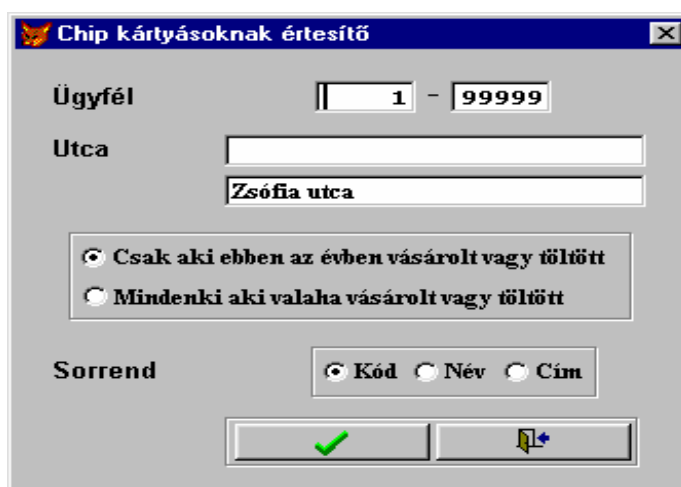 Chip kártyásoknak értesítő
Ügyfél 1 - 99999
Utca
Zsófia utca
Csak aki ebben az évben vásárolt vagy töltött
Mindenki aki valaha vásárolt vagy töltött
Sorrend Kód Név Cím